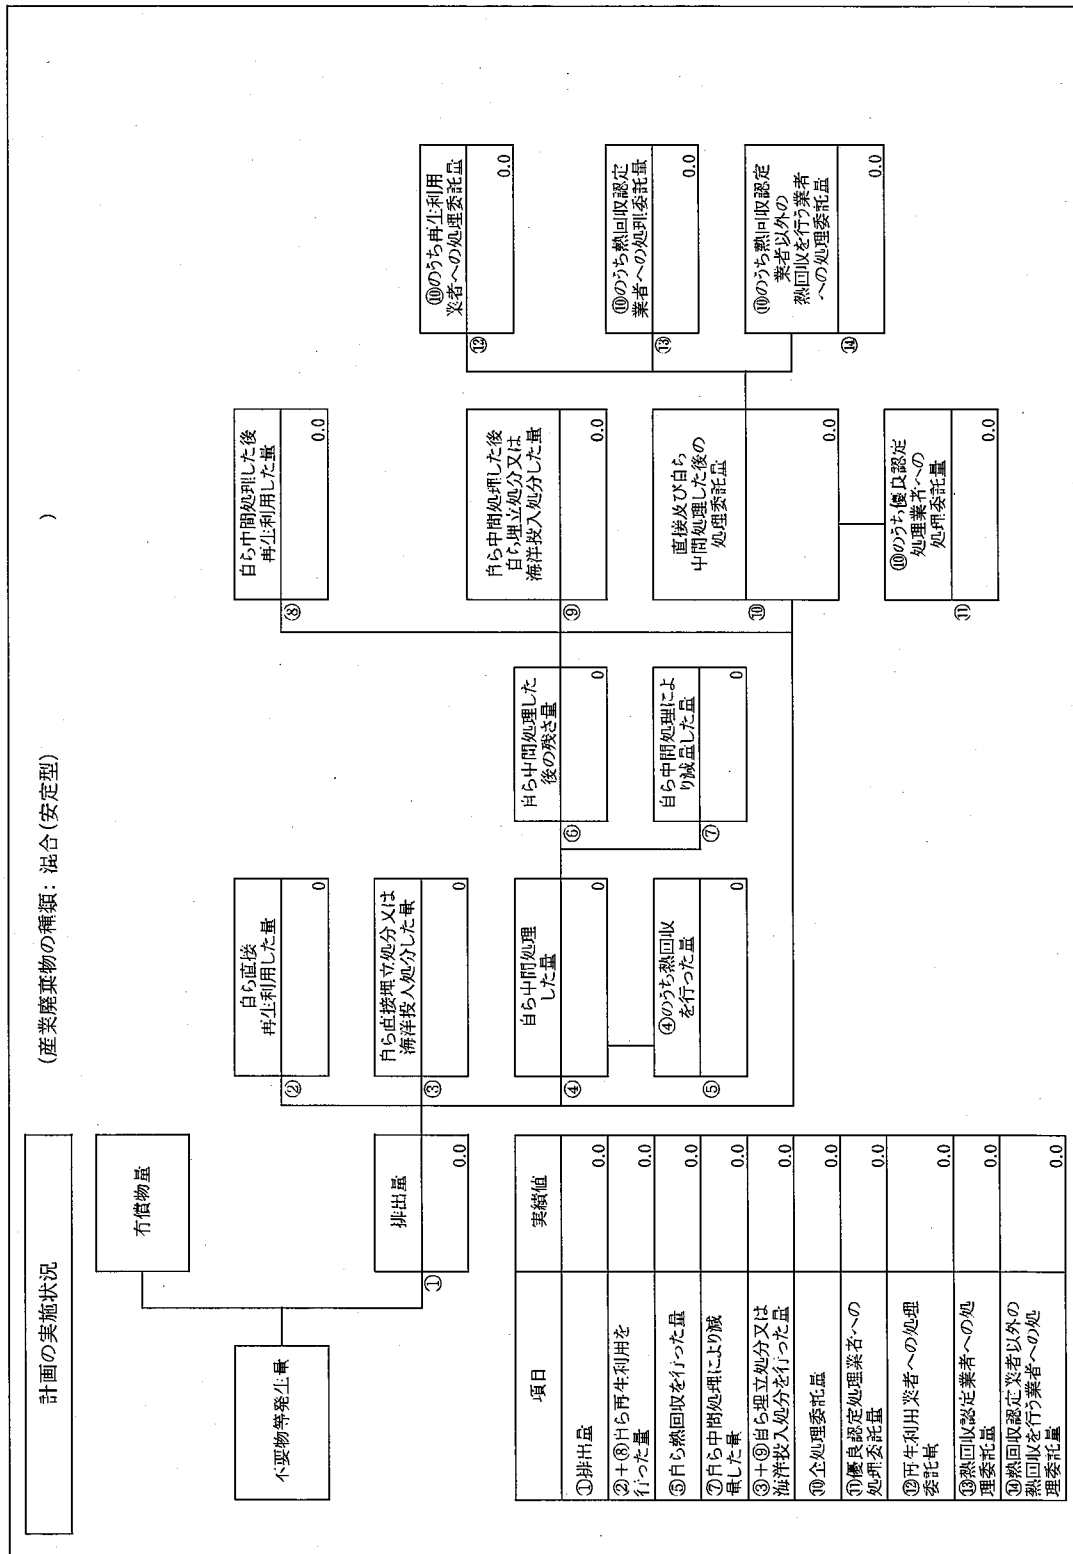 計画の実施状況
(産業廃棄物の種類: 混合(安定型)
)
不要物等発生量
有償物量
排出量
①
0.0
自ら直接
再生利用した量
②
0
自ら直接埋立処分又は
海洋投入処分した量
③
0
自ら中間処理
した量
④
0
④のうち熱回収
を行った量
⑤
0
自ら中間処理した
後の残さ量
⑥
0
自ら中間処理によ
り減量した量
⑦
0
自ら中間処理した後
再生利用した量
⑧
0.0
自ら中間処理した後
自ら埋立処分又は
海洋投入処分した量
⑨
0.0
直接及び自ら
中間処理した後の
処理委託量
⑩
0.0
⑩のうち優良認定
処理業者への
処理委託量
⑪
0.0
⑩のうち再生利用
業者への処理委託量
⑫
0.0
⑩のうち熱回収認定
業者への処理委託量
⑬
0.0
⑩のうち熱回収認定
業者以外の
熱回収を行う業者
への処理委託量
⑭
0.0
項目
実績値
①排出量
0.0
②+⑧自ら再生利用を
行った量
0.0
⑤自ら熱回収を行った量
0.0
⑦自ら中間処理により減
量した量
0.0
③+⑨自ら埋立処分又は
海洋投入処分を行った量
0.0
⑩全処理委託量
0.0
⑪優良認定処理業者への
処理委託量
0.0
⑫再生利用業者への処理
委託量
0.0
⑬熱回収認定業者への処
理委託量
0.0
⑭熱回収認定業者以外の
熱回収を行う業者への処
理委託量
0.0